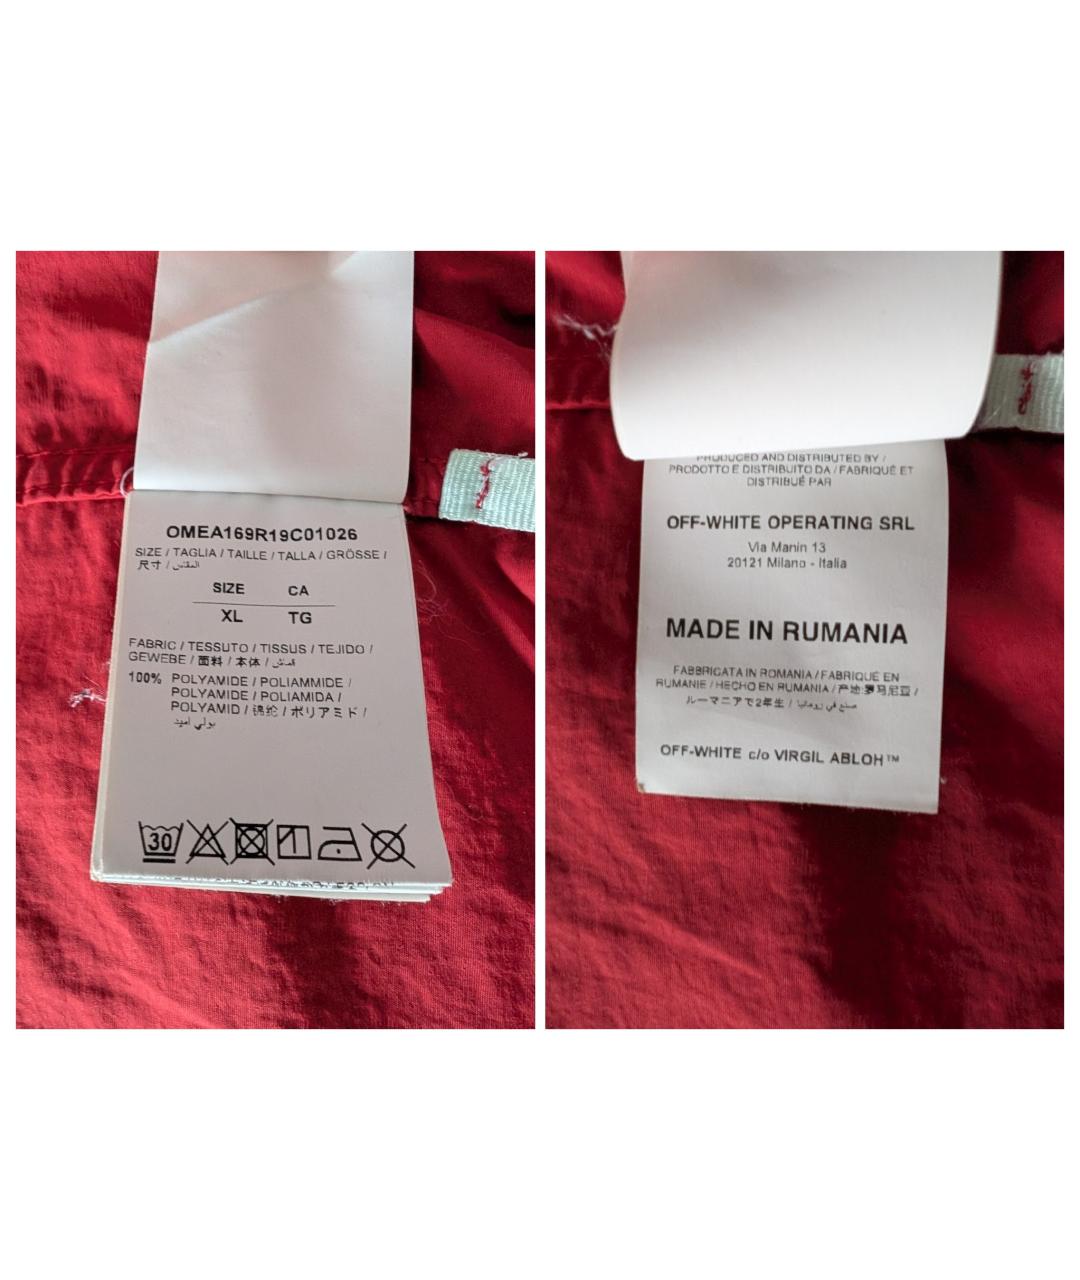 OMEA169R19C01026
SIZE / TAGLIA / TAILLE / TALLA / GRÖSSE /
尺寸 / المقاس
SIZE CA
XL TG
FABRIC / TESSUTO / TISSUS / TEJIDO /
GEWEBE / 面料 / 本体 / قماش
100% POLYAMIDE / POLIAMMIDE /
POLYAMIDE / POLIAMIDA /
POLYAMID / 锦纶 / ポリアミド /
بولي اميد
30
PRODUCED AND DISTRIBUTED BY /
PRODOTTO E DISTRIBUITO DA / FABRIQUÉ ET
DISTRIBUÉ PAR
OFF-WHITE OPERATING SRL
Via Manin 13
20121 Milano - Italia
MADE IN RUMANIA
FABBRICATA IN ROMANIA / FABRIQUÉ EN
RUMANIE / HECHO EN RUMANIA / 产地:罗马尼亚 /
ルーマニアで2年生 / صنع في رومانيا
OFF-WHITE c/o VIRGIL ABLOH™